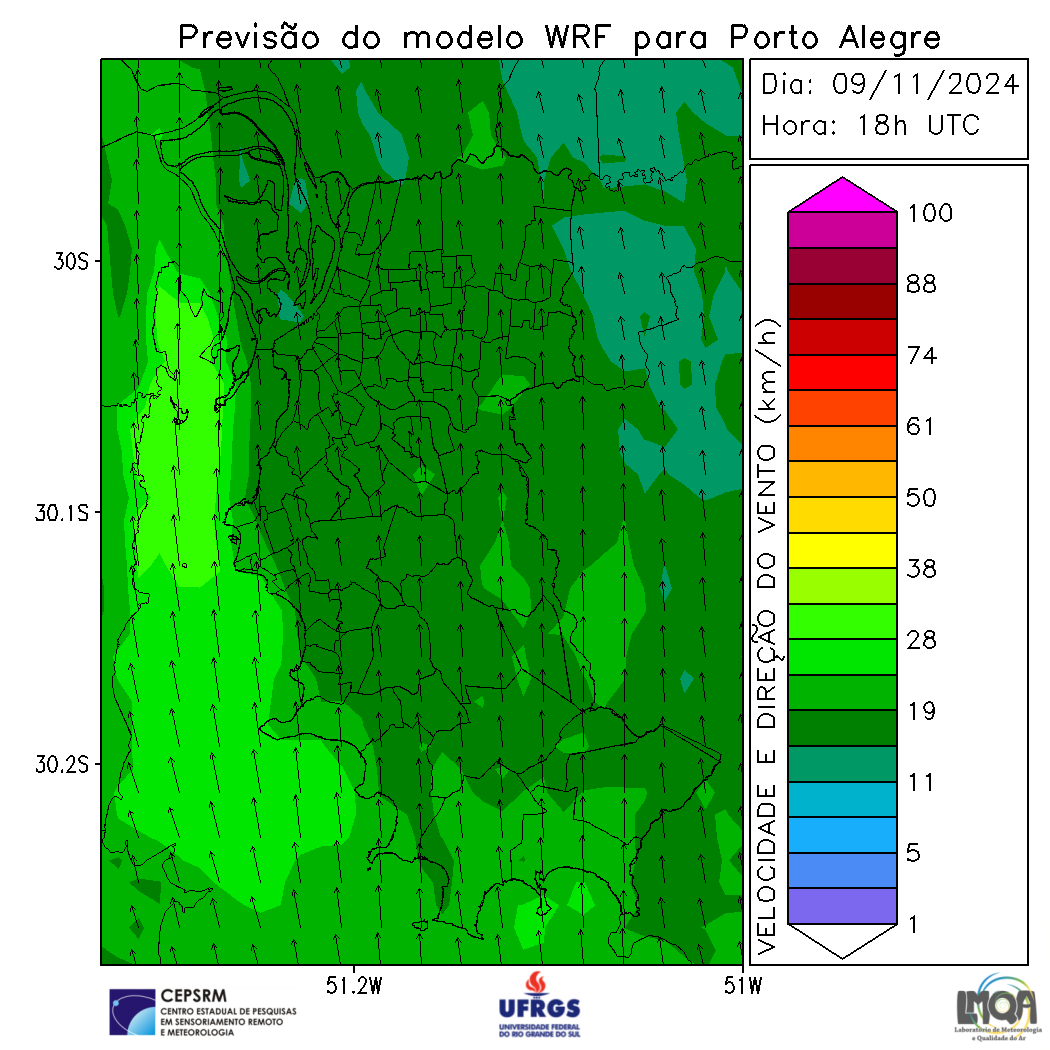 Previsão do modelo WRF para Porto Alegre
Dia: 09/11/2024
Hora: 18h UTC
30S
30.1S
30.2S
51.2W
51W
VELOCIDADE E DIREÇÃO DO VENTO (km/h)
100
88
74
61
50
38
28
19
11
5
1
CEPSRM
CENTRO ESTADUAL DE PESQUISAS
EM SENSORIAMENTO REMOTO
E METEOROLOGIA
UFRGS
UNIVERSIDADE FEDERAL
DO RIO GRANDE DO SUL
LMQA
Laboratório de Meteorologia
e Qualidade do Ar